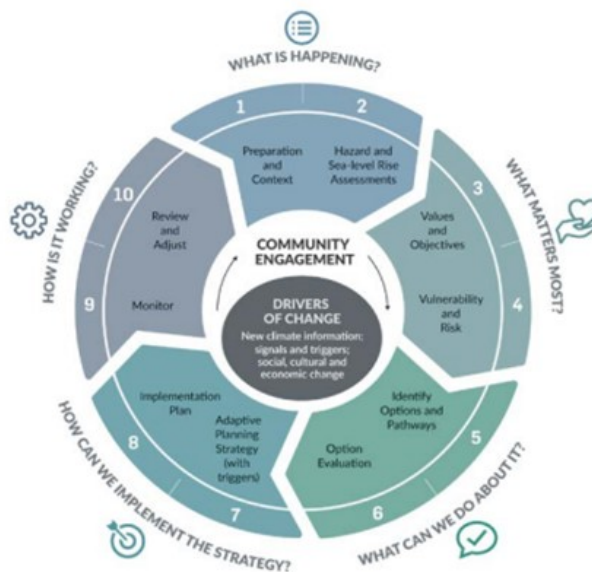 WHAT IS HAPPENING?
1
2
Preparation
and
Context
Hazard and
Sea-level Rise
Assessments
WHAT MATTERS MOST?
3
4
Values and
Objectives
Vulnerability
and
Risk
WHAT CAN WE DO ABOUT IT?
5
6
Identify
Options and
Pathways
Option
Evaluation
HOW CAN WE IMPLEMENT THE STRATEGY?
7
8
Adaptive
Planning
Strategy
(with
triggers)
Implementation
Plan
HOW IS IT WORKING?
9
10
Monitor
Review
and
Adjust
COMMUNITY
ENGAGEMENT
DRIVERS
OF CHANGE
New climate information;
signals and triggers;
social, cultural and
economic change